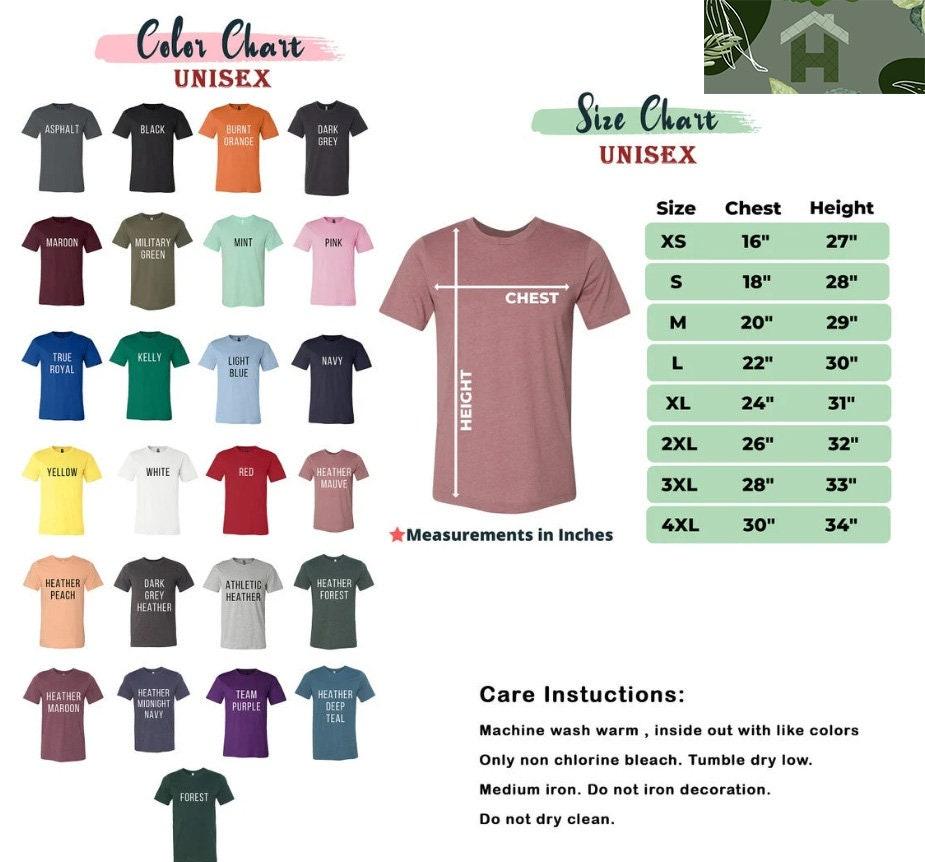 Color Chart
UNISEX
ASPHALT
BLACK
BURNT
ORANGE
DARK
GREY
MAROON
MILITARY
GREEN
MINT
PINK
TRUE
ROYAL
KELLY
LIGHT
BLUE
NAVY
YELLOW
WHITE
RED
HEATHER
MAUVE
HEATHER
PEACH
DARK
GREY
HEATHER
ATHLETIC
HEATHER
HEATHER
FOREST
HEATHER
MAROON
HEATHER
MIDNIGHT
NAVY
TEAM
PURPLE
HEATHER
DEEP
TEAL
FOREST
H
Size Chart
UNISEX
CHEST
HEIGHT
★Measurements in Inches
Size Chest Height
XS 16" 27"
S 18" 28"
M 20" 29"
L 22" 30"
XL 24" 31"
2XL 26" 32"
3XL 28" 33"
4XL 30" 34"
Care Instuctions:
Machine wash warm , inside out with like colors
Only non chlorine bleach. Tumble dry low.
Medium iron. Do not iron decoration.
Do not dry clean.